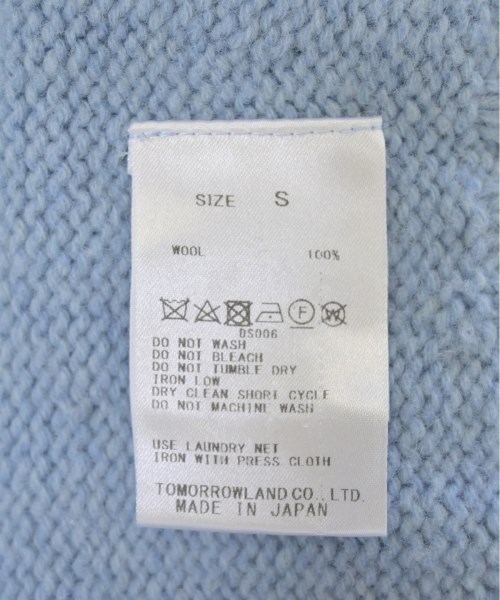 SIZE S
WOOL 100%
F W
DS006
DO NOT WASH
DO NOT BLEACH
DO NOT TUMBLE DRY
IRON LOW
DRY CLEAN SHORT CYCLE
DO NOT MACHINE WASH
USE LAUNDRY NET
IRON WITH PRESS CLOTH
TOMORROWLAND CO., LTD.
MADE IN JAPAN